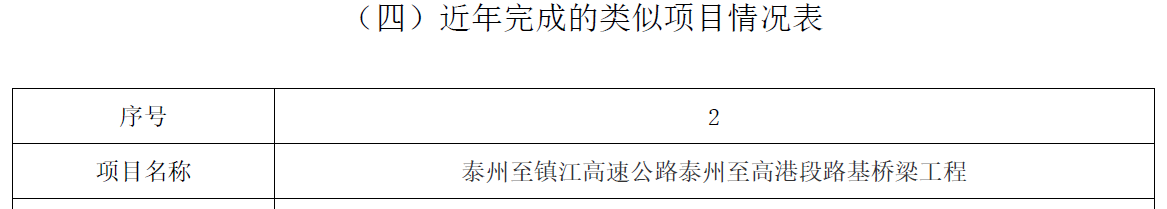 （四）近年完成的类似项目情况表
序号 2
项目名称 泰州至镇江高速公路泰州至高港段路基桥梁工程